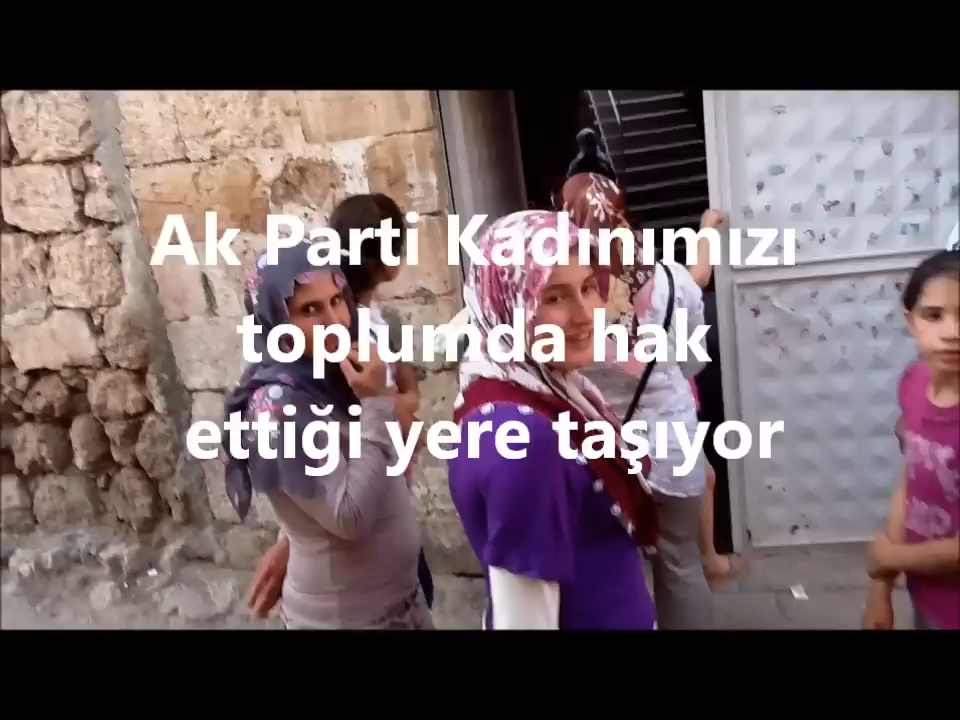 Ak Parti Kadınımızı
toplumda hak
ettiği yere taşıyor